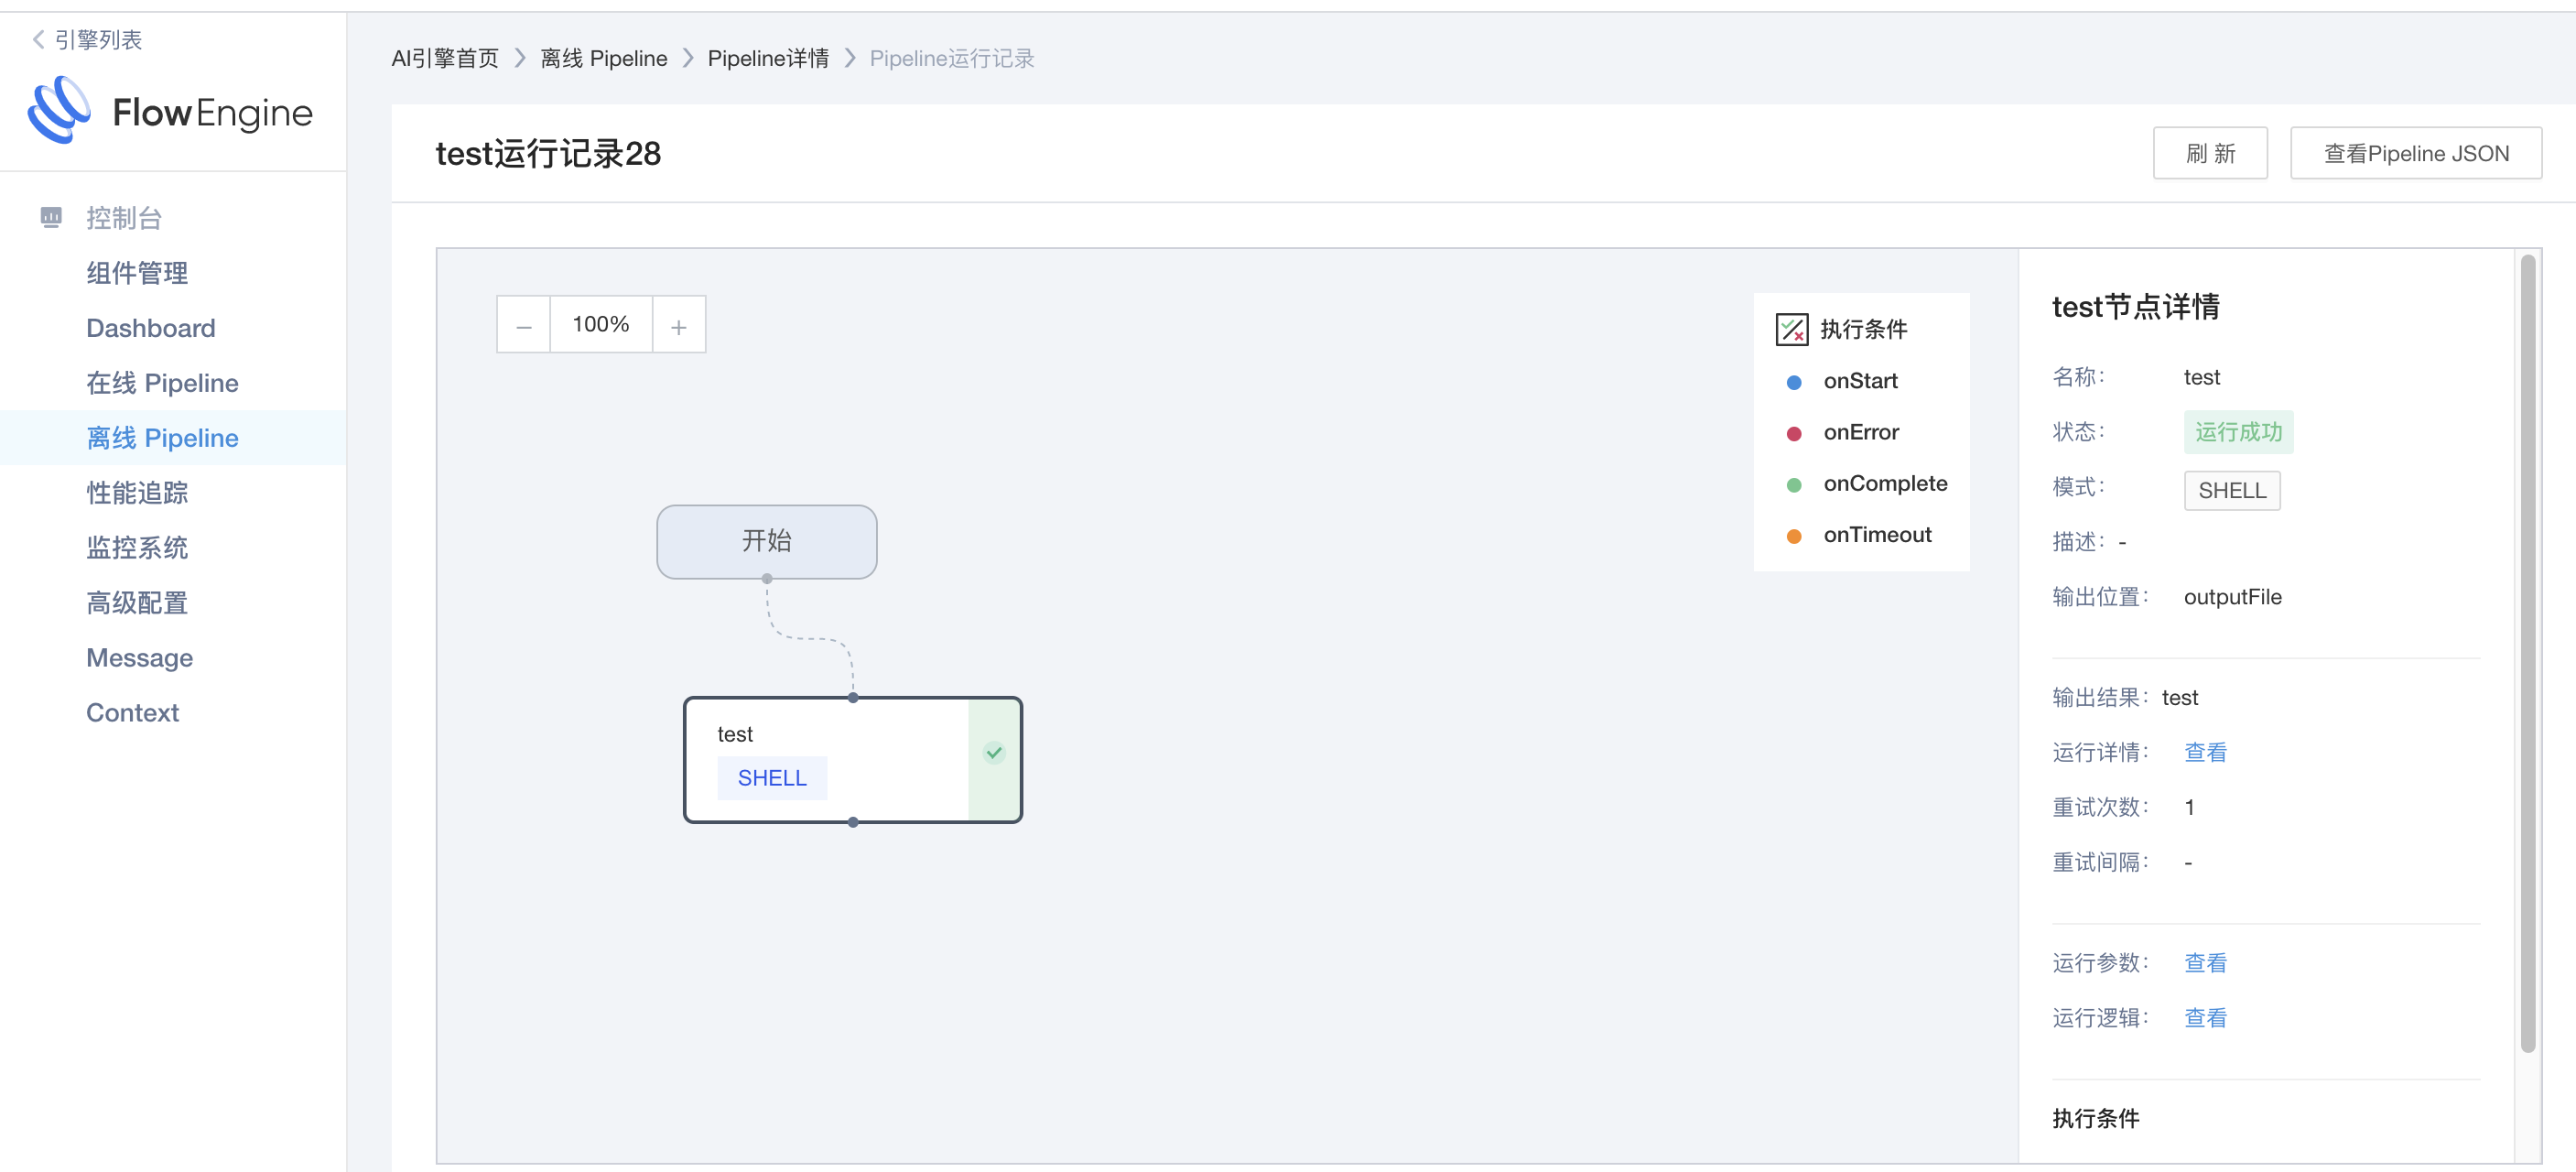 引擎列表
FlowEngine
控制台
组件管理
Dashboard
在线 Pipeline
离线 Pipeline
性能追踪
监控系统
高级配置
Message
Context
AI引擎首页 > 离线 Pipeline > Pipeline详情 > Pipeline运行记录
test运行记录28
刷 新
查看Pipeline JSON
100%
开始
test
SHELL
执行条件
onStart
onError
onComplete
onTimeout
test节点详情
名称： test
状态： 运行成功
模式： SHELL
描述： -
输出位置： outputFile
输出结果： test
运行详情： 查看
重试次数： 1
重试间隔： -
运行参数： 查看
运行逻辑： 查看
执行条件